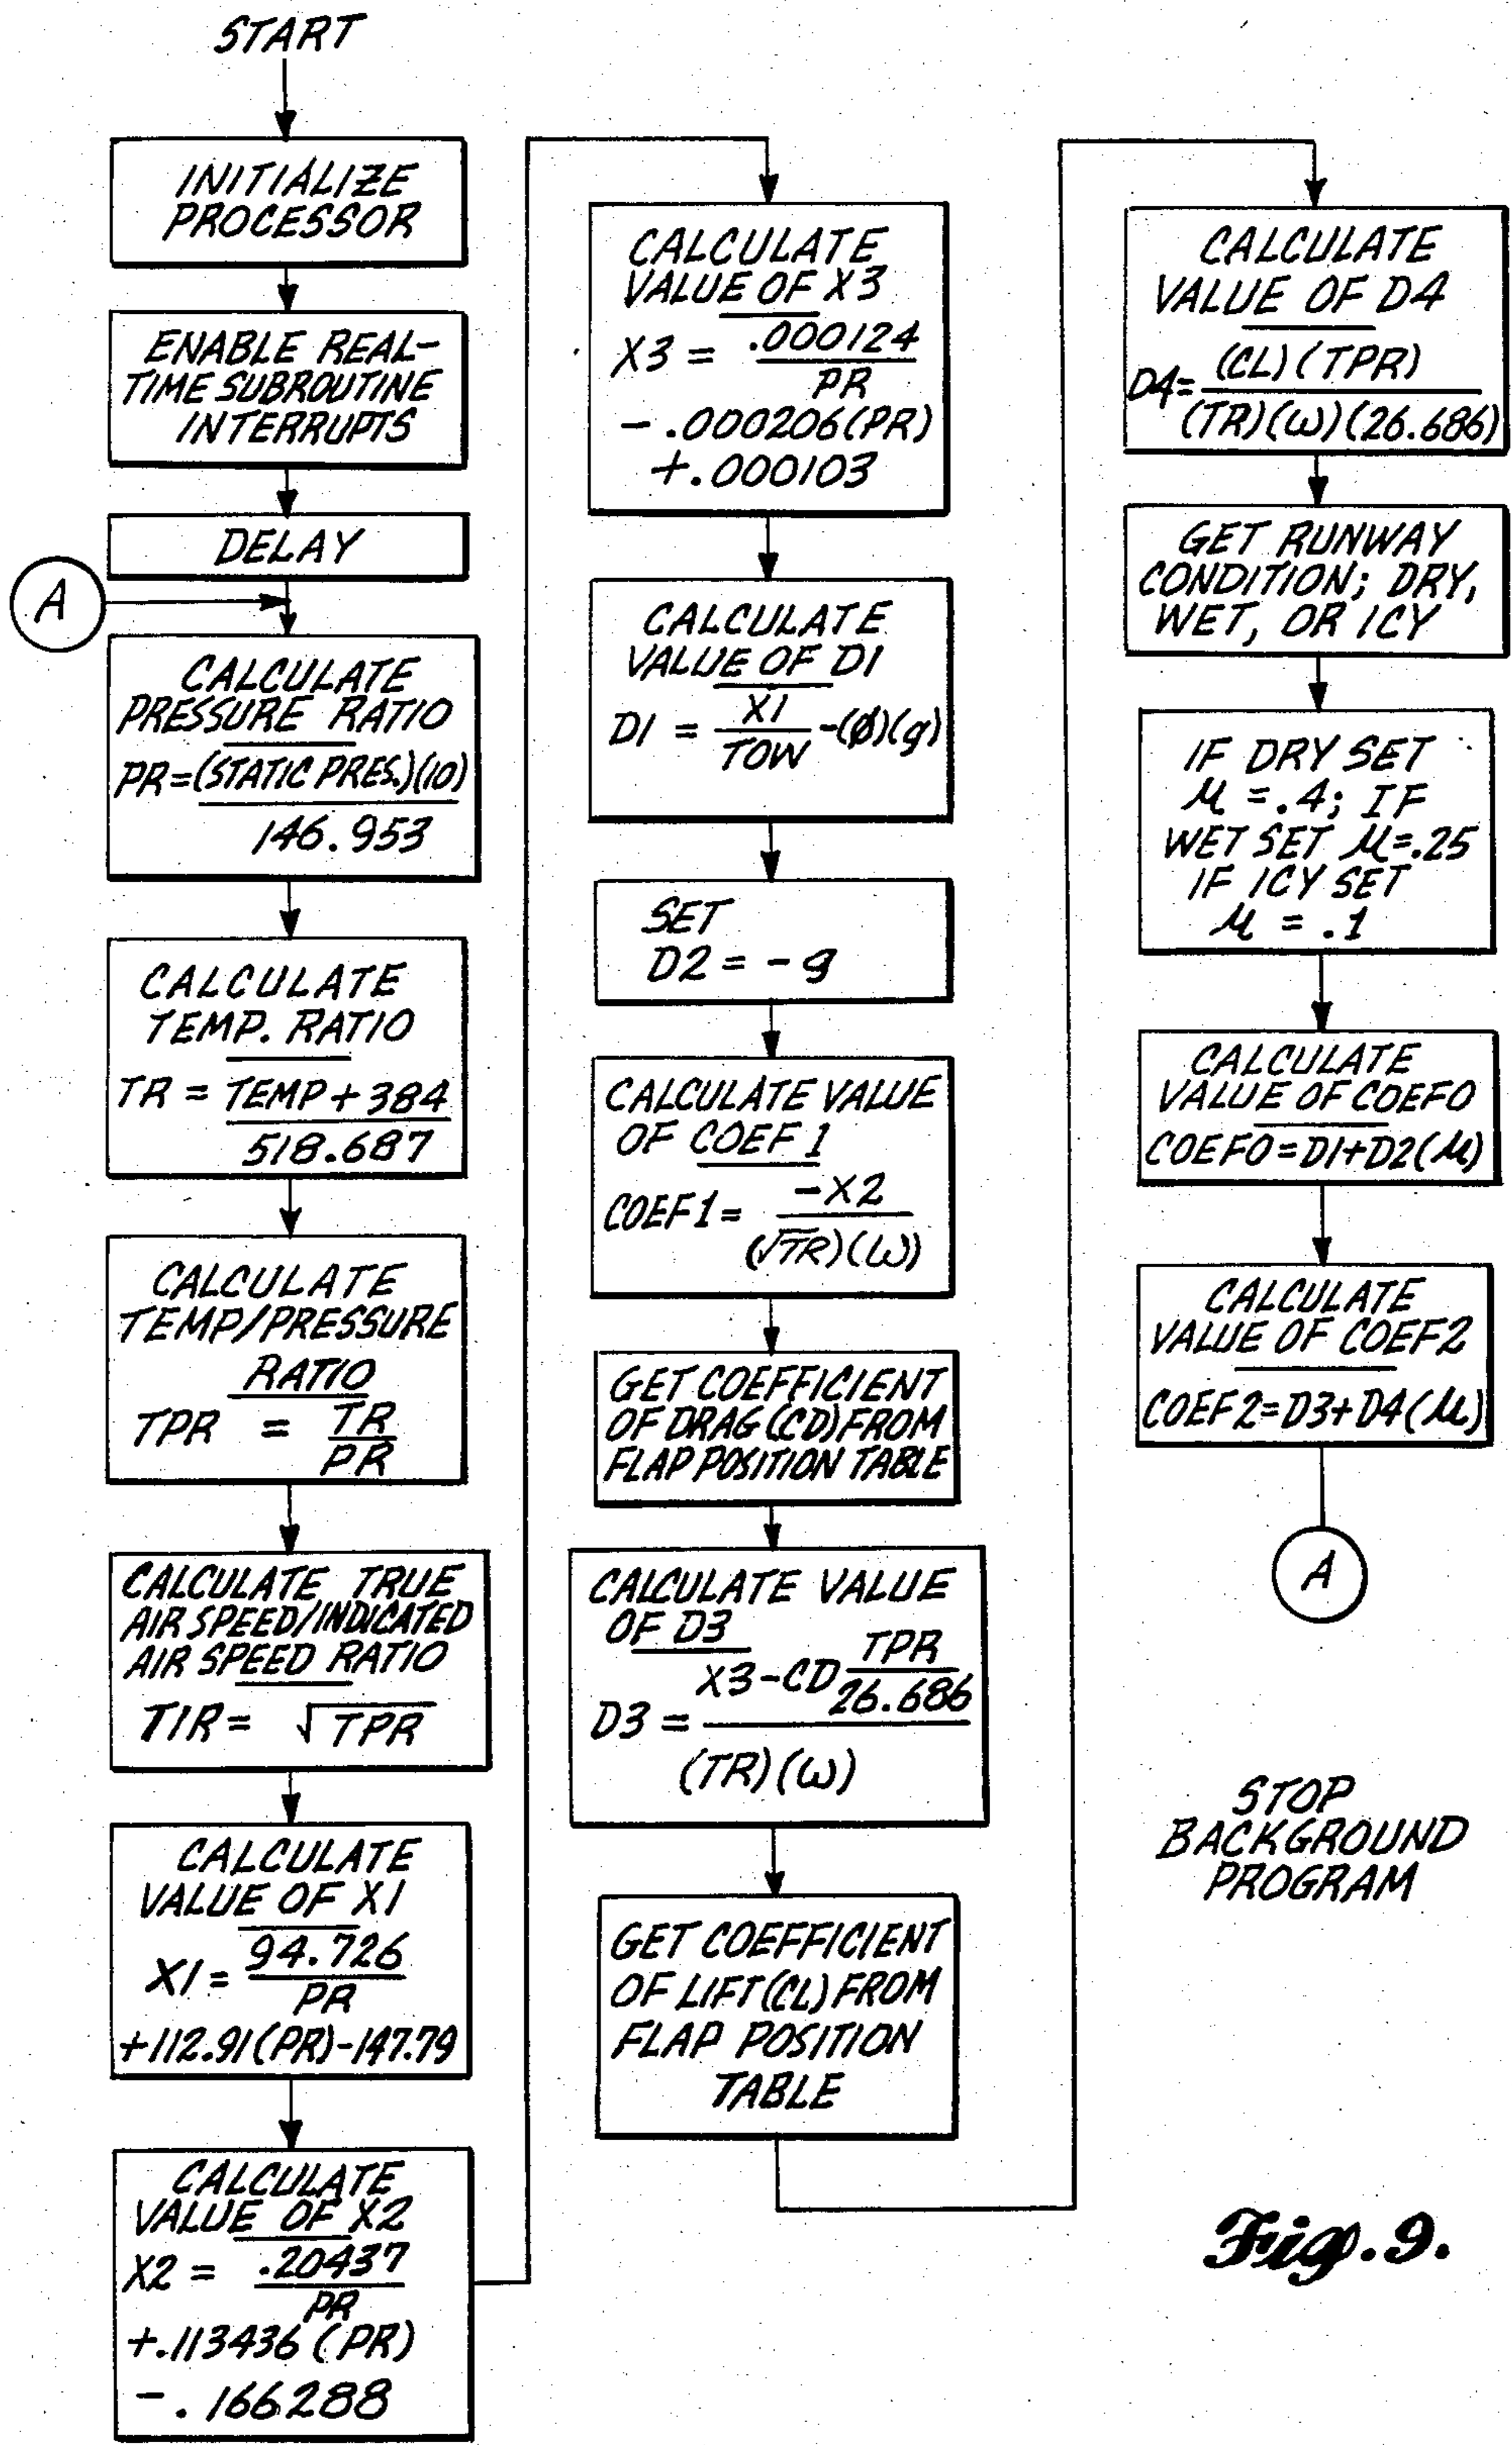 START
INITIALIZE
PROCESSOR
ENABLE REAL-
TIME SUBROUTINE
INTERRUPTS
DELAY
A
CALCULATE
PRESSURE RATIO
PR=(STATIC PRES.)(10)
146.953
CALCULATE
TEMP. RATIO
TR = TEMP + 384
518.687
CALCULATE
TEMP/PRESSURE
RATIO
TPR = TR
PR
CALCULATE TRUE
AIR SPEED/INDICATED
AIR SPEED RATIO
TIR = √TPR
CALCULATE
VALUE OF X1
X1 = 94.726
PR
+112.91(PR)-147.79
CALCULATE
VALUE OF X2
X2 = .20437
PR
+.113436 (PR)
-.166288
CALCULATE
VALUE OF X3
X3 = .000124
PR
-.000206(PR)
+.000103
CALCULATE
VALUE OF D1
D1 = X1
TOW
-(ø)(g)
SET
D2 = -g
CALCULATE VALUE
OF COEF 1
COEF1 = -X2
(√TR)(ω)
GET COEFFICIENT
OF DRAG (CD) FROM
FLAP POSITION TABLE
CALCULATE VALUE
OF D3
TPR
X3-CD
26.686
D3 =
(TR)(ω)
GET COEFFICIENT
OF LIFT (CL) FROM
FLAP POSITION
TABLE
CALCULATE
VALUE OF D4
D4= (CL)(TPR)
(TR)(ω)(26.686)
GET RUNWAY
CONDITION; DRY,
WET, OR ICY
IF DRY SET
μ =.4; IF
WET SET μ=.25
IF ICY SET
μ = .1
CALCULATE
VALUE OF COEF0
COEF0=D1+D2(μ)
CALCULATE
VALUE OF COEF2
COEF2=D3+D4(μ)
A
STOP
BACKGROUND
PROGRAM
Fig. 9.